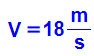 V = 18 m/s